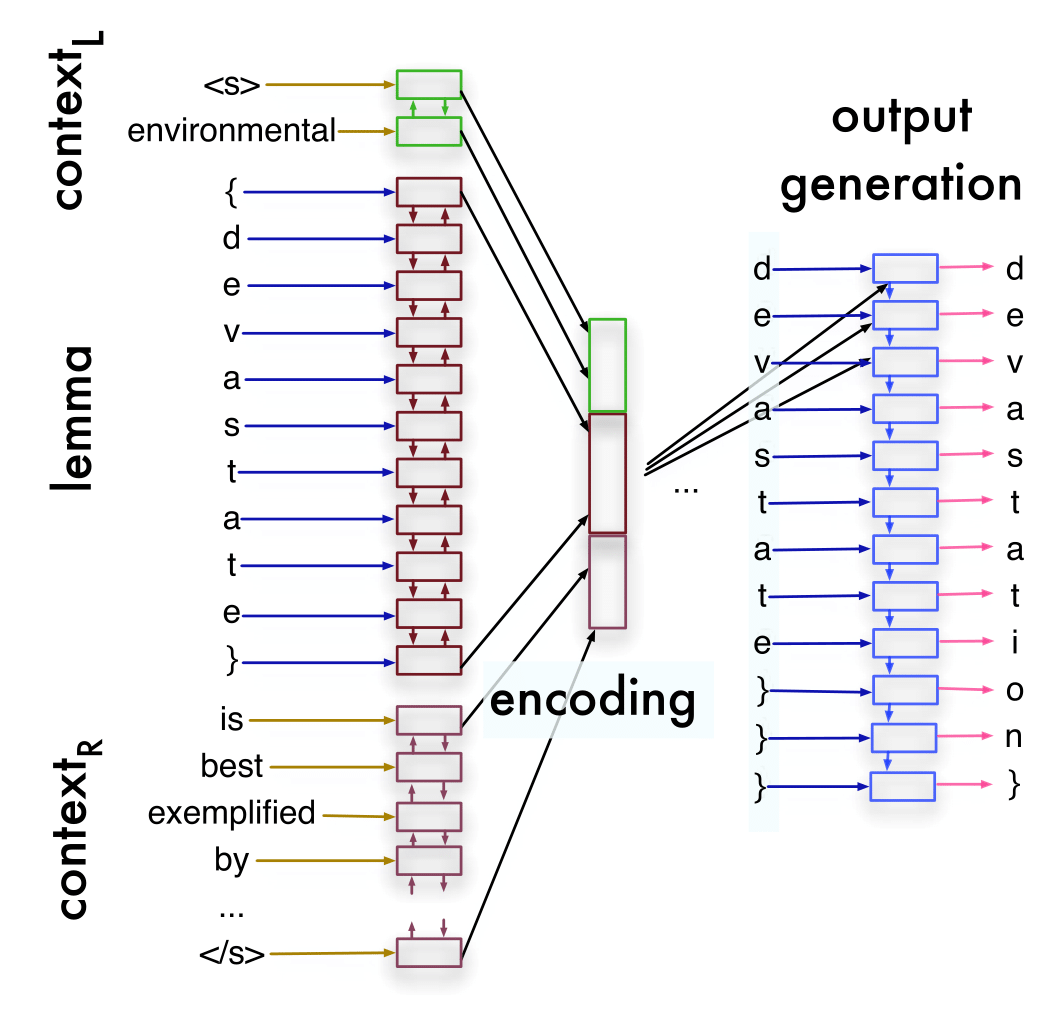 context_L
<s>
environmental
lemma
{
d
e
v
a
s
t
a
t
e
}
context_R
is
best
exemplified
by
...
</s>
encoding
...
output
generation
d d
e e
v v
a a
s s
t t
a a
t t
e i
} o
} n
} }